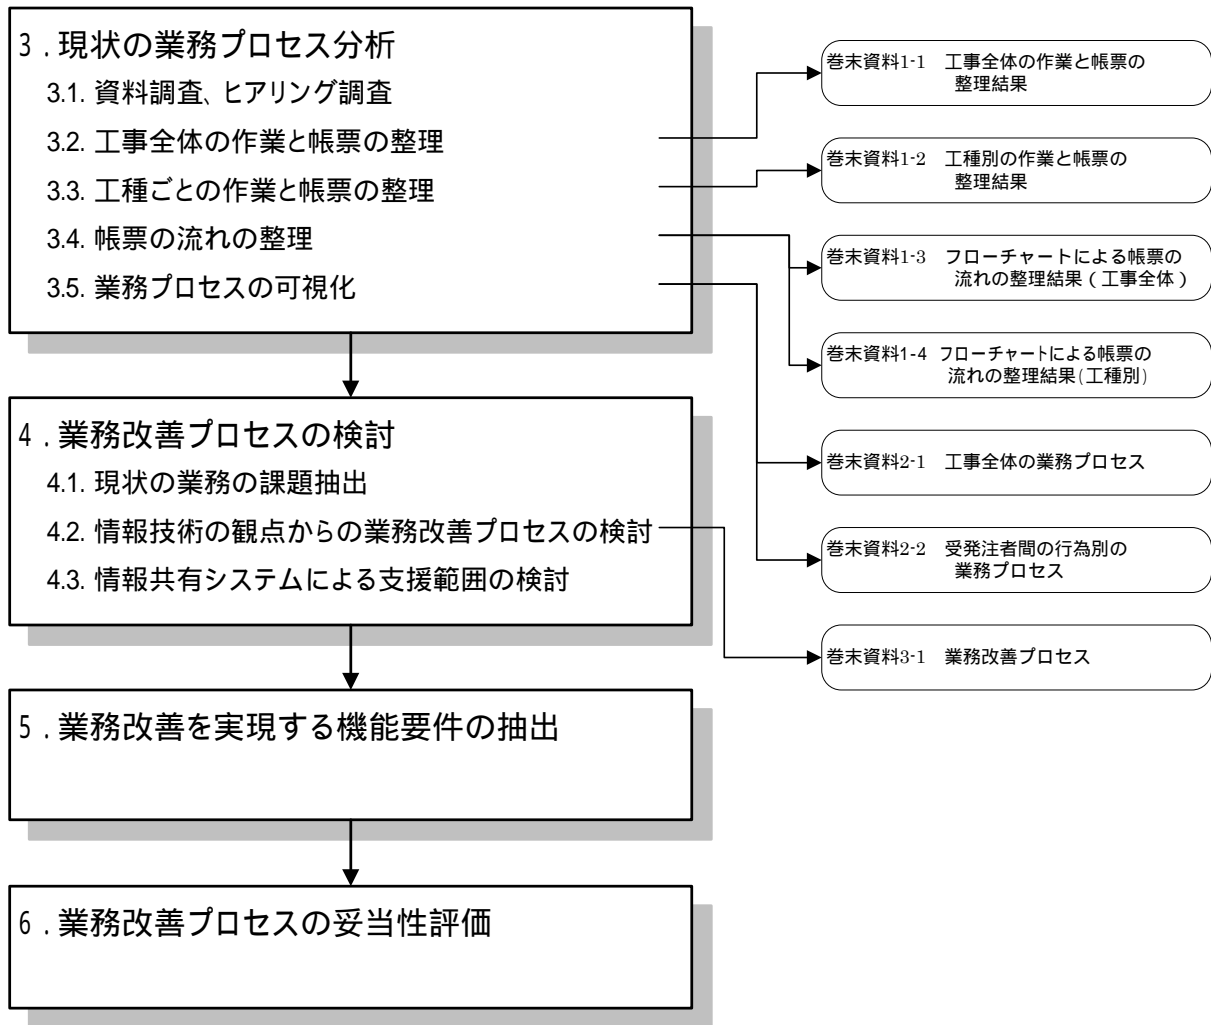 3．現状の業務プロセス分析
3.1. 資料調査、ヒアリング調査
3.2. 工事全体の作業と帳票の整理
3.3. 工種ごとの作業と帳票の整理
3.4. 帳票の流れの整理
3.5. 業務プロセスの可視化
4．業務改善プロセスの検討
4.1. 現状の業務の課題抽出
4.2. 情報技術の観点からの業務改善プロセスの検討
4.3. 情報共有システムによる支援範囲の検討
5．業務改善を実現する機能要件の抽出
6．業務改善プロセスの妥当性評価
巻末資料1-1　工事全体の作業と帳票の
整理結果
巻末資料1-2　工種別の作業と帳票の
整理結果
巻末資料1-3　フローチャートによる帳票の
流れの整理結果（工事全体）
巻末資料1-4 フローチャートによる帳票の
流れの整理結果(工種別)
巻末資料2-1　工事全体の業務プロセス
巻末資料2-2　受発注者間の行為別の
業務プロセス
巻末資料3-1　業務改善プロセス